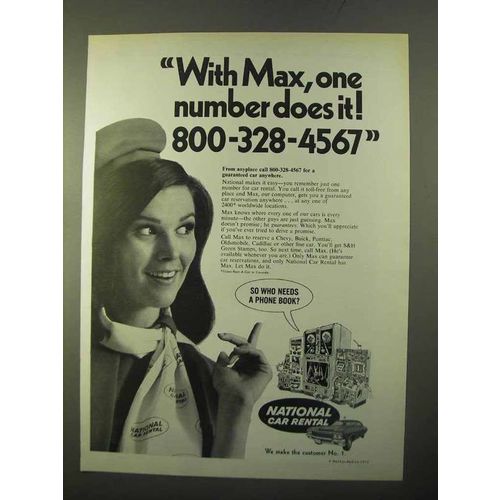 “With Max, one
number does it!
800-328-4567”
From anyplace call 800-328-4567 for a
guaranteed car anywhere.
National makes it easy—you remember just one
number for car rental. You call it toll-free from any
place and Max, our computer, gets you a guaranteed
car reservation anywhere . . . at any one of
2400* worldwide locations.
Max knows where every one of our cars is every
minute—the other guys are just guessing. Max
doesn't promise; he guarantees. Which you'll appreciate
if you've ever tried to drive a promise.
Call Max to reserve a Chevy, Buick, Pontiac,
Oldsmobile, Cadillac or other fine car. You'll get S&H
Green Stamps, too. So next time, call Max. (He's
available wherever you are.) Only Max can guarantee
car reservations, and only National Car Rental has
Max. Let Max do it.
SO WHO NEEDS
A PHONE BOOK?
NATIONAL
CAR RENTAL
We make the customer No. 1.
NATIONAL
CAR RENTAL